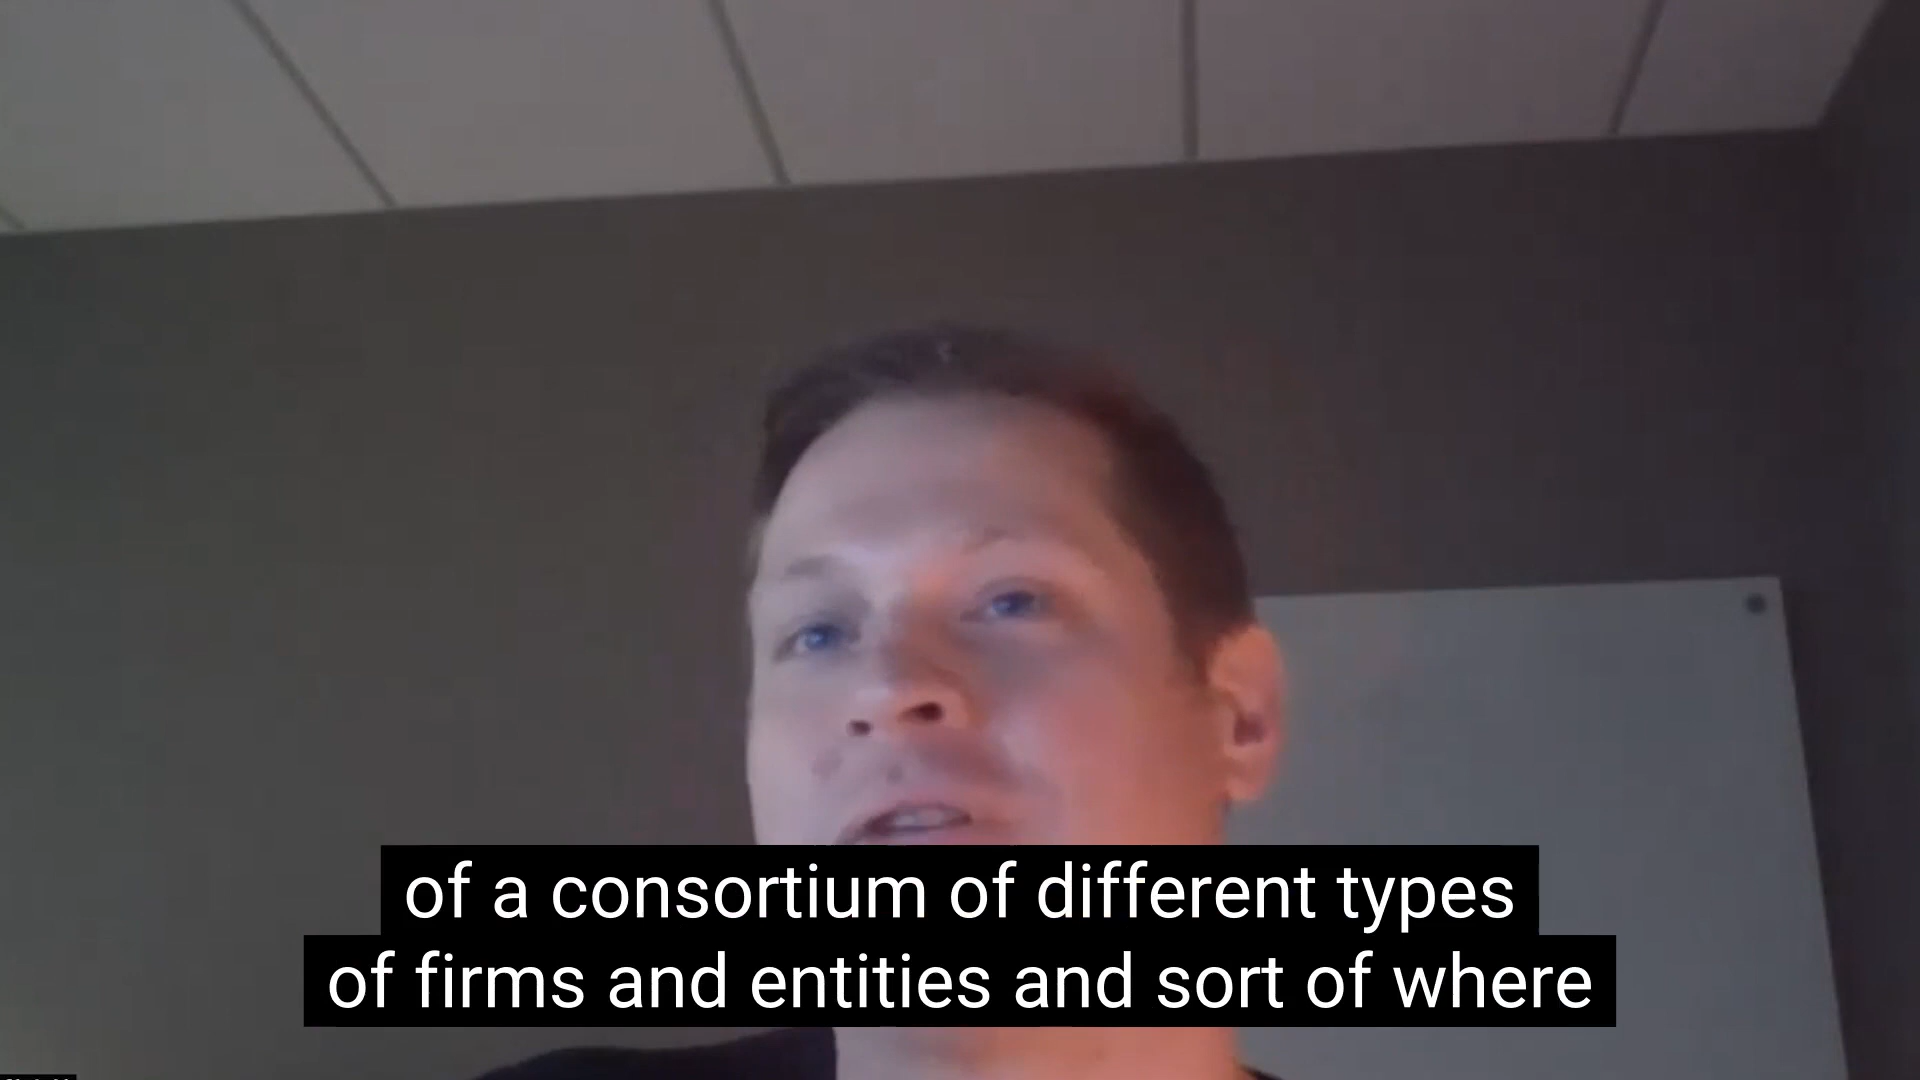 of a consortium of different types
of firms and entities and sort of where